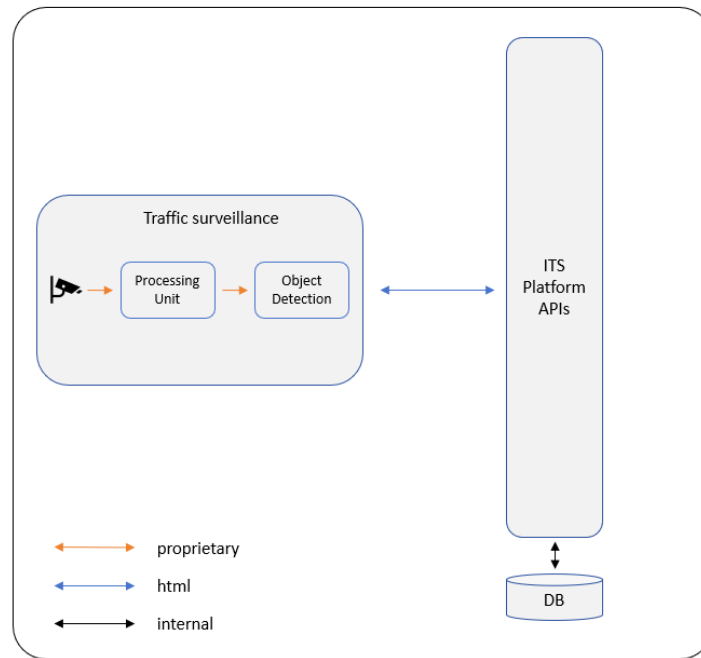 Traffic surveillance
Processing
Unit
Object
Detection
ITS
Platform
APIs
proprietary
html
internal
DB